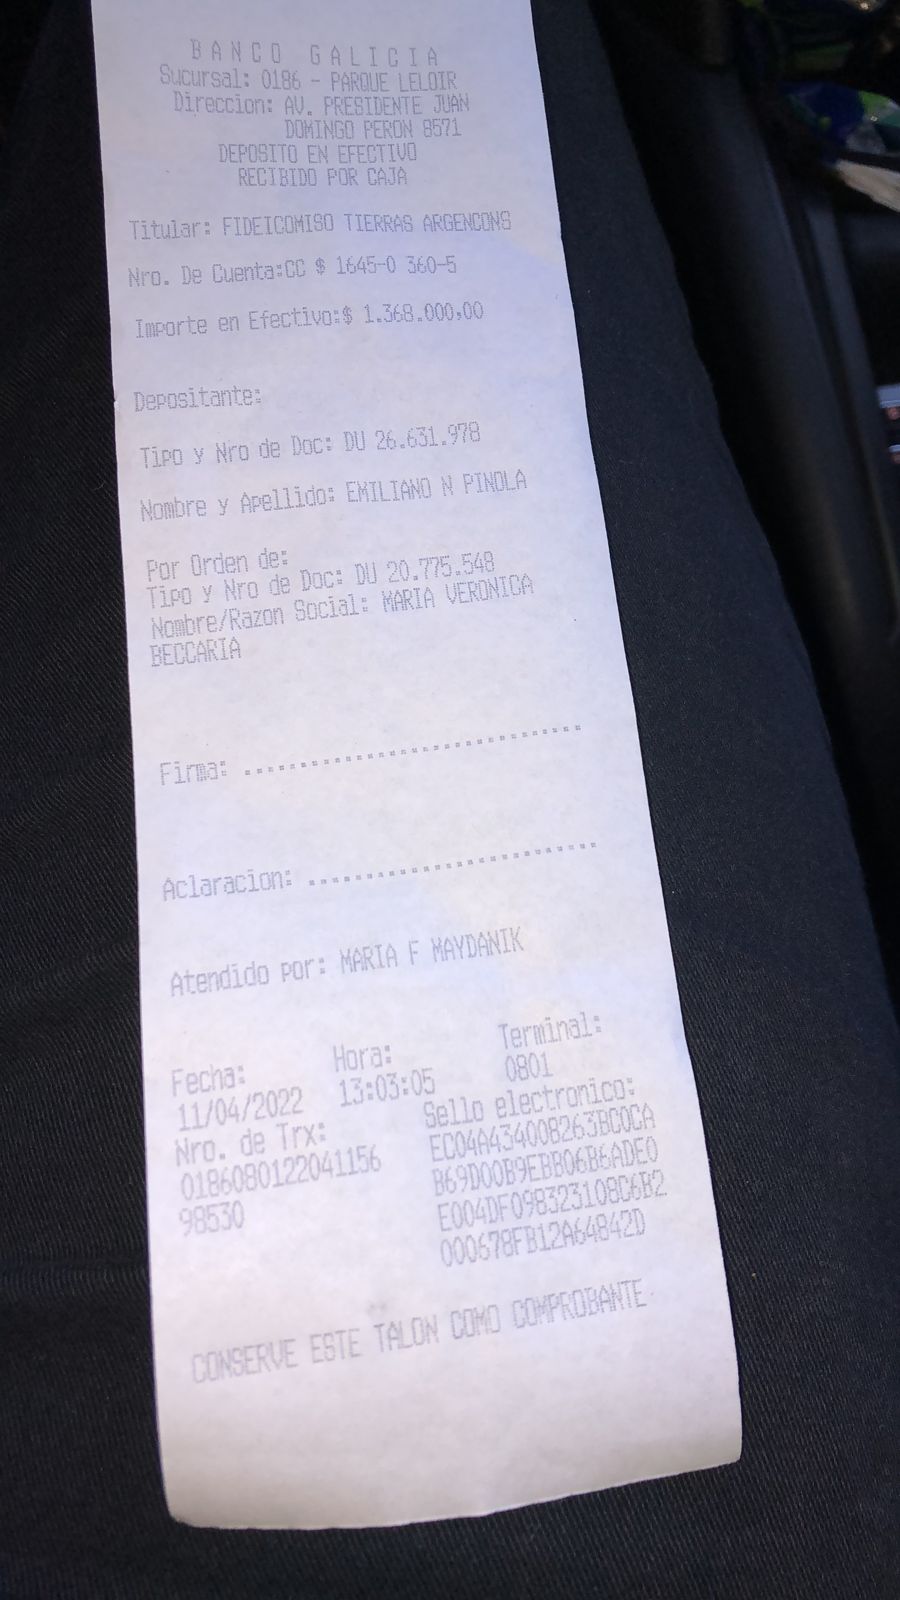 BANCO GALICIA
Sucursal: 0186 - PARQUE LELOIR
Direccion: AV. PRESIDENTE JUAN
DOMINGO PERON 8571
DEPOSITO EN EFECTIVO
RECIBIDO POR CAJA
Titular: FIDEICOMISO TIERRAS ARGENCONS
Nro. De Cuenta:CC $ 1645-0 360-5
Importe en Efectivo:$ 1.368.000,00
Depositante:
Tipo y Nro de Doc: DU 26.631.978
Nombre y Apellido: EMILIANO N PINOLA
Por Orden de:
Tipo y Nro de Doc: DU 20.775.548
Nombre/Razon Social: MARIA VERONICA
BECCARIA
Firma: ..............................
Aclaracion: ..........................
Atendido por: MARIA F MAYDANIK
Fecha: Hora: Terminal:
11/04/2022 13:03:05 0801
Nro. de Trx: Sello electronico:
0186080122041156 EC04A434008263BC0CA
98530 B69D00B9EBB06B6ADE0
E004DF098323108C6B2
000678FB12A64842D
CONSERVE ESTE TALON COMO COMPROBANTE